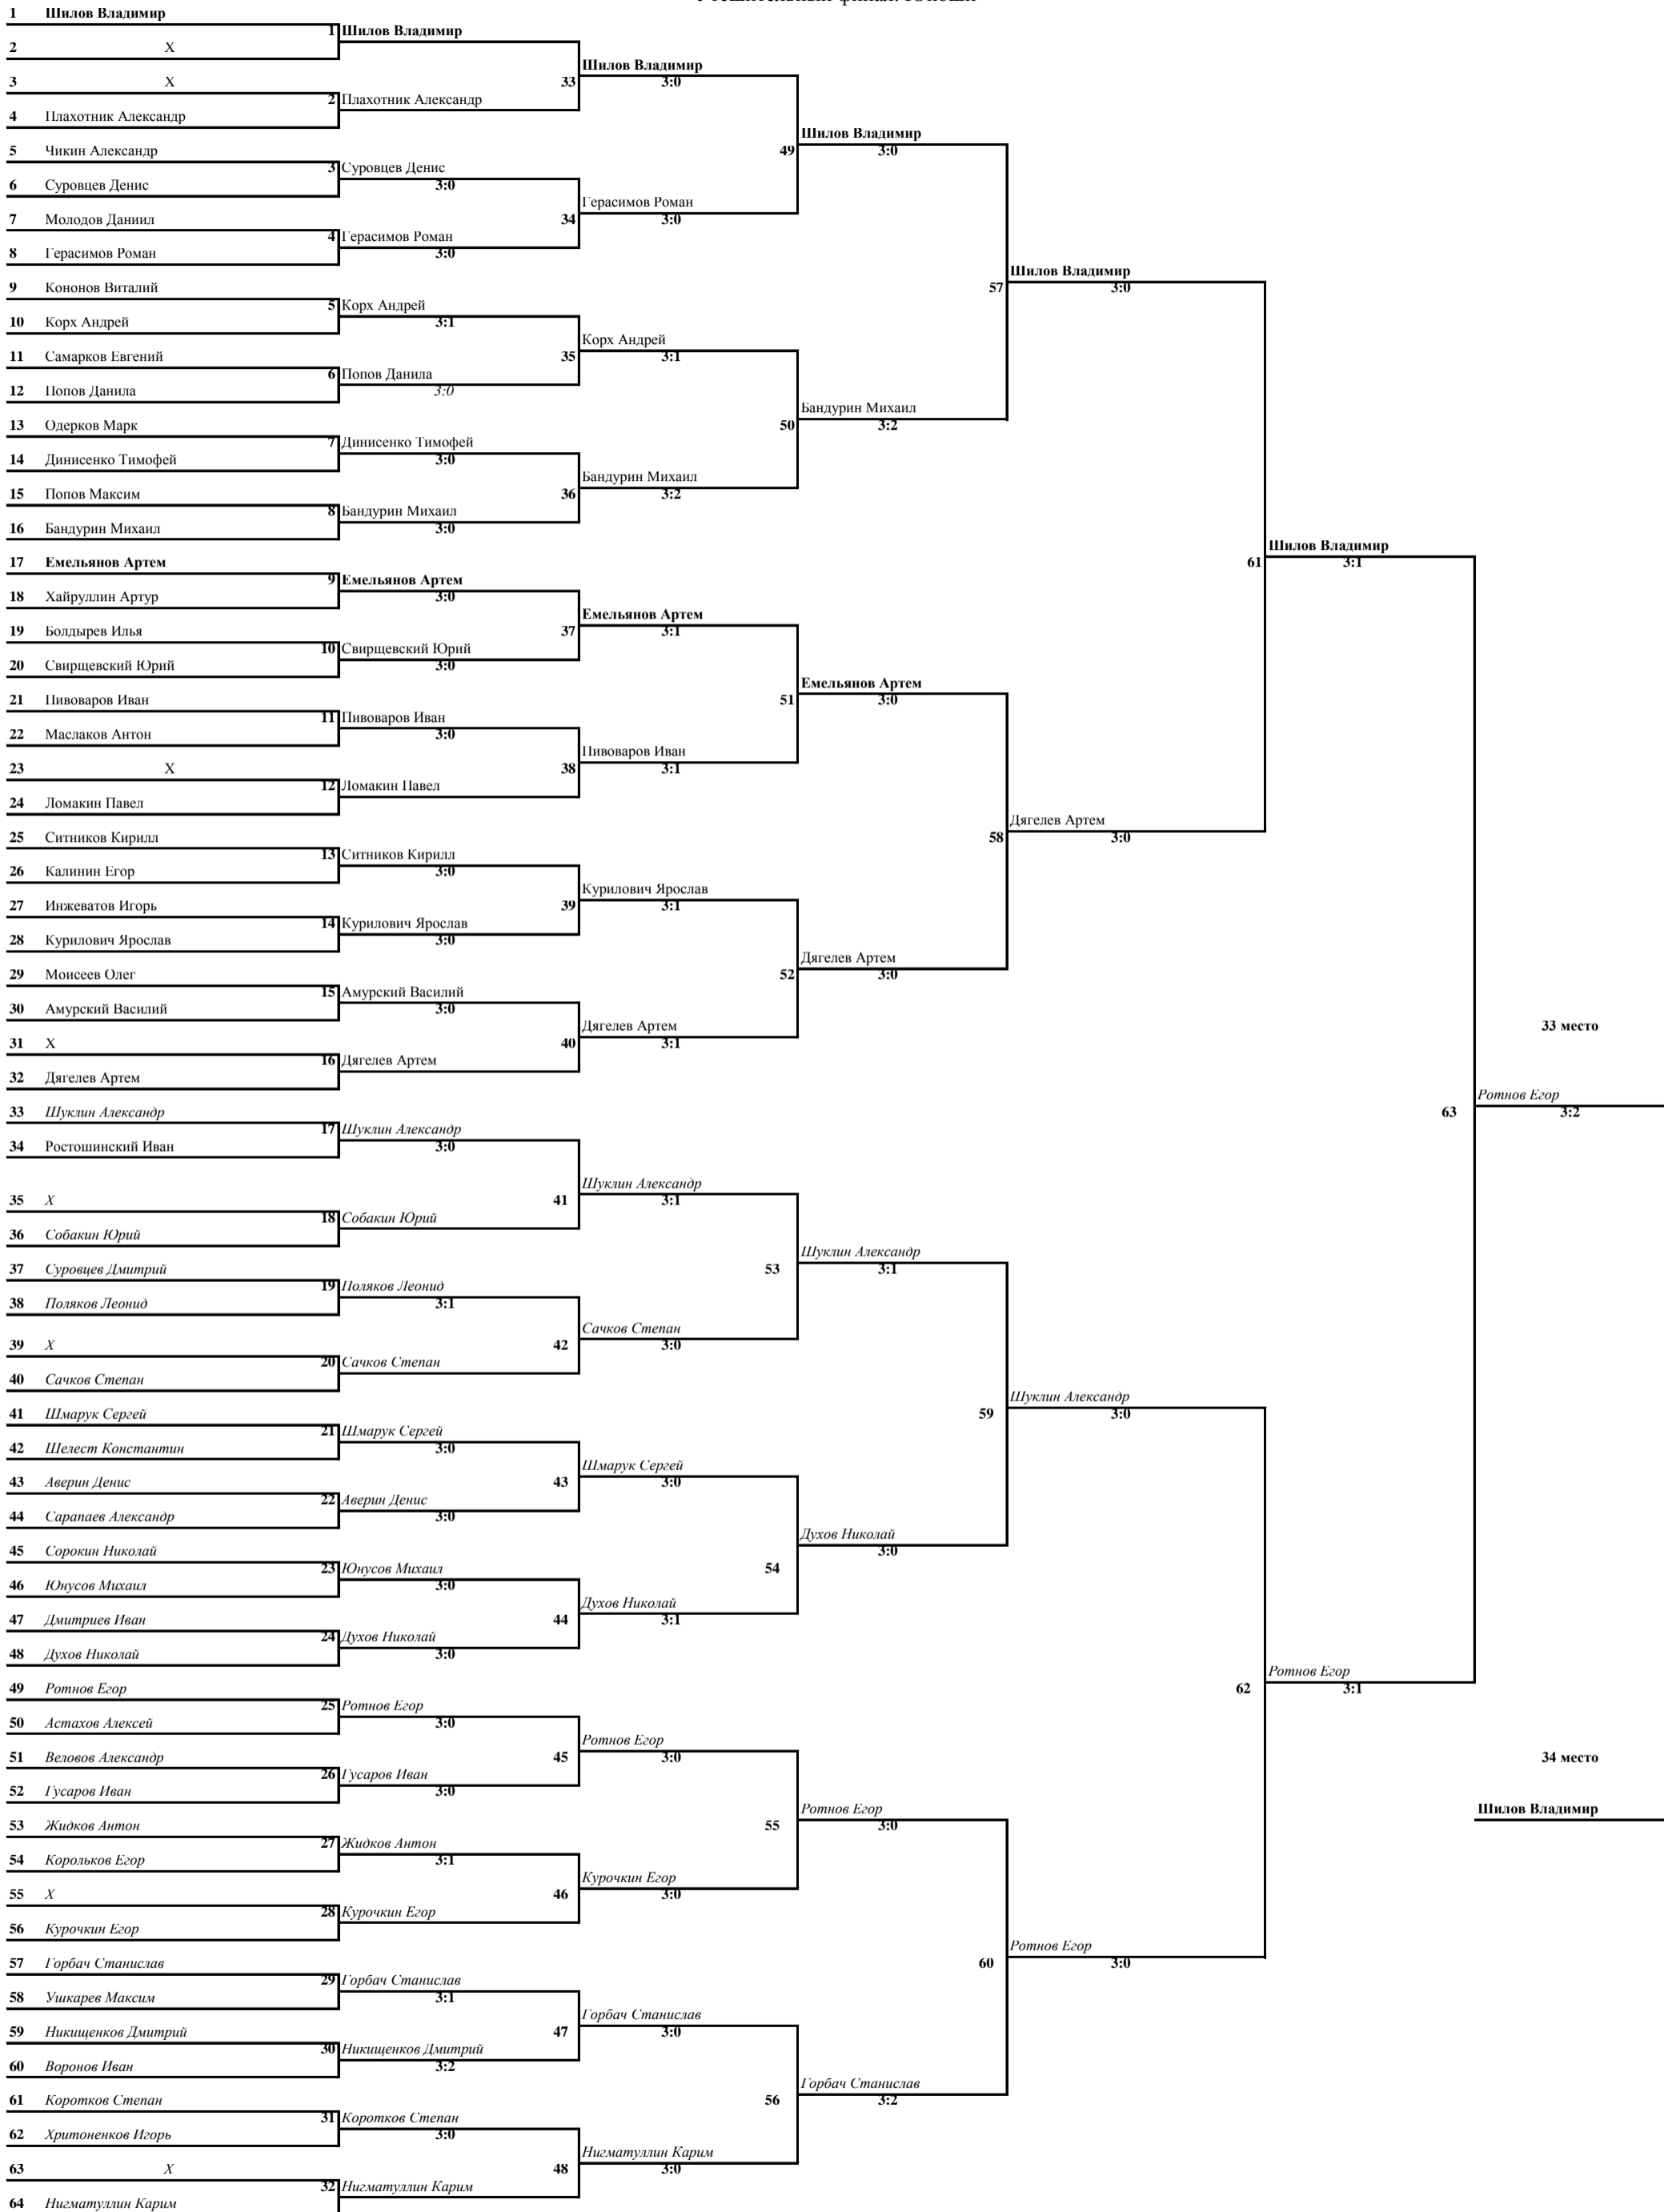 Утешительный финал. Юноши
1 Шилов Владимир
1 Шилов Владимир
2 X
Шилов Владимир
3 X
33 3:0
2 Плахотник Александр
4 Плахотник Александр
Шилов Владимир
5 Чикин Александр
49 3:0
3 Суровцев Денис
6 Суровцев Денис
3:0
Герасимов Роман
7 Молодов Даниил
34 3:0
4 Герасимов Роман
8 Герасимов Роман
3:0
Шилов Владимир
9 Кононов Виталий
57 3:0
5 Корх Андрей
10 Корх Андрей
3:1
Корх Андрей
11 Самарков Евгений
35 3:1
6 Попов Данила
12 Попов Данила
3:0
Бандурин Михаил
13 Одерков Марк
50 3:2
7 Динисенко Тимофей
14 Динисенко Тимофей
3:0
Бандурин Михаил
15 Попов Максим
36 3:2
8 Бандурин Михаил
16 Бандурин Михаил
3:0
Шилов Владимир
17 Емельянов Артем
61 3:1
9 Емельянов Артем
18 Хайруллин Артур
3:0
Емельянов Артем
19 Болдырев Илья
37 3:1
10 Свирщевский Юрий
20 Свирщевский Юрий
3:0
Емельянов Артем
21 Пивоваров Иван
51 3:0
11 Пивоваров Иван
22 Маслаков Антон
3:0
Пивоваров Иван
23 X
38 3:1
12 Ломакин Павел
24 Ломакин Павел
Дягелев Артем
25 Ситников Кирилл
58 3:0
13 Ситников Кирилл
26 Калинин Егор
3:0
Курилович Ярослав
27 Инжеватов Игорь
39 3:1
14 Курилович Ярослав
28 Курилович Ярослав
3:0
Дягелев Артем
29 Моисеев Олег
52 3:0
15 Амурский Василий
30 Амурский Василий
3:0
Дягелев Артем
33 место
31 X
40 3:1
16 Дягелев Артем
32 Дягелев Артем
Ротнов Егор
33 Шуклин Александр
63 3:2
17 Шуклин Александр
34 Ростошинский Иван
3:0
Шуклин Александр
35 X
41 3:1
18 Собакин Юрий
36 Собакин Юрий
Шуклин Александр
37 Суровцев Дмитрий
53 3:1
19 Поляков Леонид
38 Поляков Леонид
3:1
Сачков Степан
39 X
42 3:0
20 Сачков Степан
40 Сачков Степан
Шуклин Александр
41 Шмарук Сергей
59 3:0
21 Шмарук Сергей
42 Шелест Константин
3:0
Шмарук Сергей
43 Аверин Денис
43 3:0
22 Аверин Денис
44 Сарапаев Александр
3:0
Духов Николай
45 Сорокин Николай
3:0
23 Юнусов Михаил
54
46 Юнусов Михаил
3:0
Духов Николай
47 Дмитриев Иван
44 3:1
24 Духов Николай
48 Духов Николай
3:0
Ротнов Егор
49 Ротнов Егор
62 3:1
25 Ротнов Егор
50 Астахов Алексей
3:0
Ротнов Егор
51 Веловов Александр
45 3:0
34 место
26 Гусаров Иван
52 Гусаров Иван
3:0
Ротнов Егор
Шилов Владимир
53 Жидков Антон
55 3:0
27 Жидков Антон
54 Корольков Егор
3:1
Курочкин Егор
55 X
46 3:0
28 Курочкин Егор
56 Курочкин Егор
Ротнов Егор
57 Горбач Станислав
60 3:0
29 Горбач Станислав
58 Ушкарев Максим
3:1
Горбач Станислав
59 Никищенков Дмитрий
47 3:0
30 Никищенков Дмитрий
60 Воронов Иван
3:2
Горбач Станислав
61 Коротков Степан
56 3:2
31 Коротков Степан
62 Хритоненков Игорь
3:0
Нигматуллин Карим
63 X
48 3:0
32 Нигматуллин Карим
64 Нигматуллин Карим